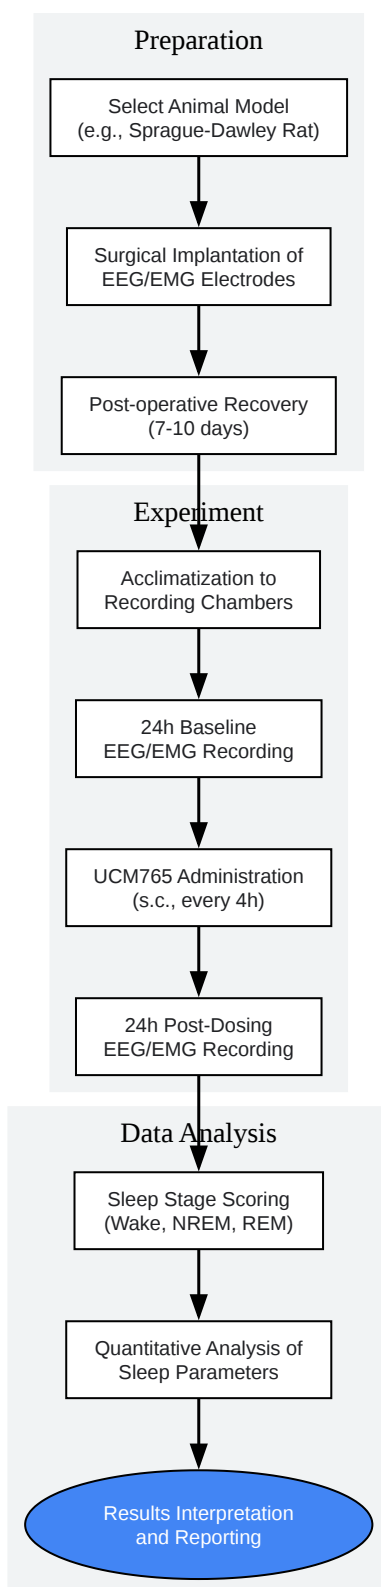 Preparation
Select Animal Model
(e.g., Sprague-Dawley Rat)
Surgical Implantation of
EEG/EMG Electrodes
Post-operative Recovery
(7-10 days)
Experiment
Acclimatization to
Recording Chambers
24h Baseline
EEG/EMG Recording
UCM765 Administration
(s.c., every 4h)
24h Post-Dosing
EEG/EMG Recording
Data Analysis
Sleep Stage Scoring
(Wake, NREM, REM)
Quantitative Analysis of
Sleep Parameters
Results Interpretation
and Reporting